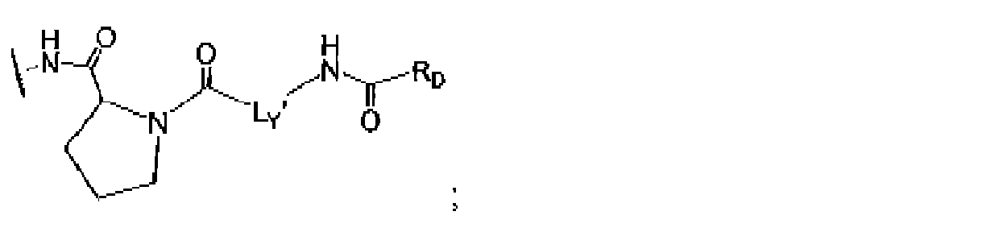 H O O H
N N RD
N LY' O
;